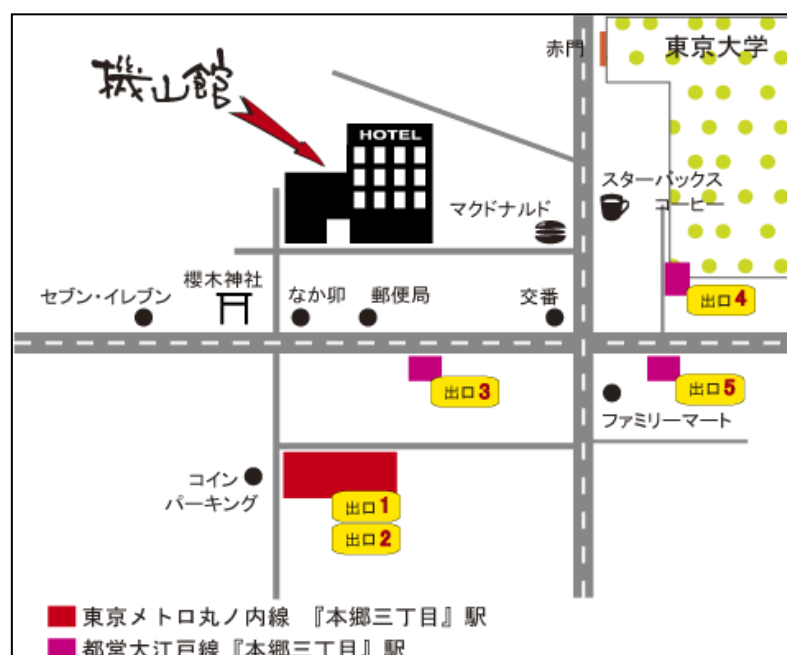 赤門
東京大学
機山館
HOTEL
スターバックス
コーヒー
マクドナルド
櫻木神社
セブン・イレブン
なか卯
郵便局
交番
出口4
出口3
出口5
ファミリーマート
コイン
パーキング
出口1
出口2
東京メトロ丸ノ内線 『本郷三丁目』駅
都営大江戸線『本郷三丁目』駅